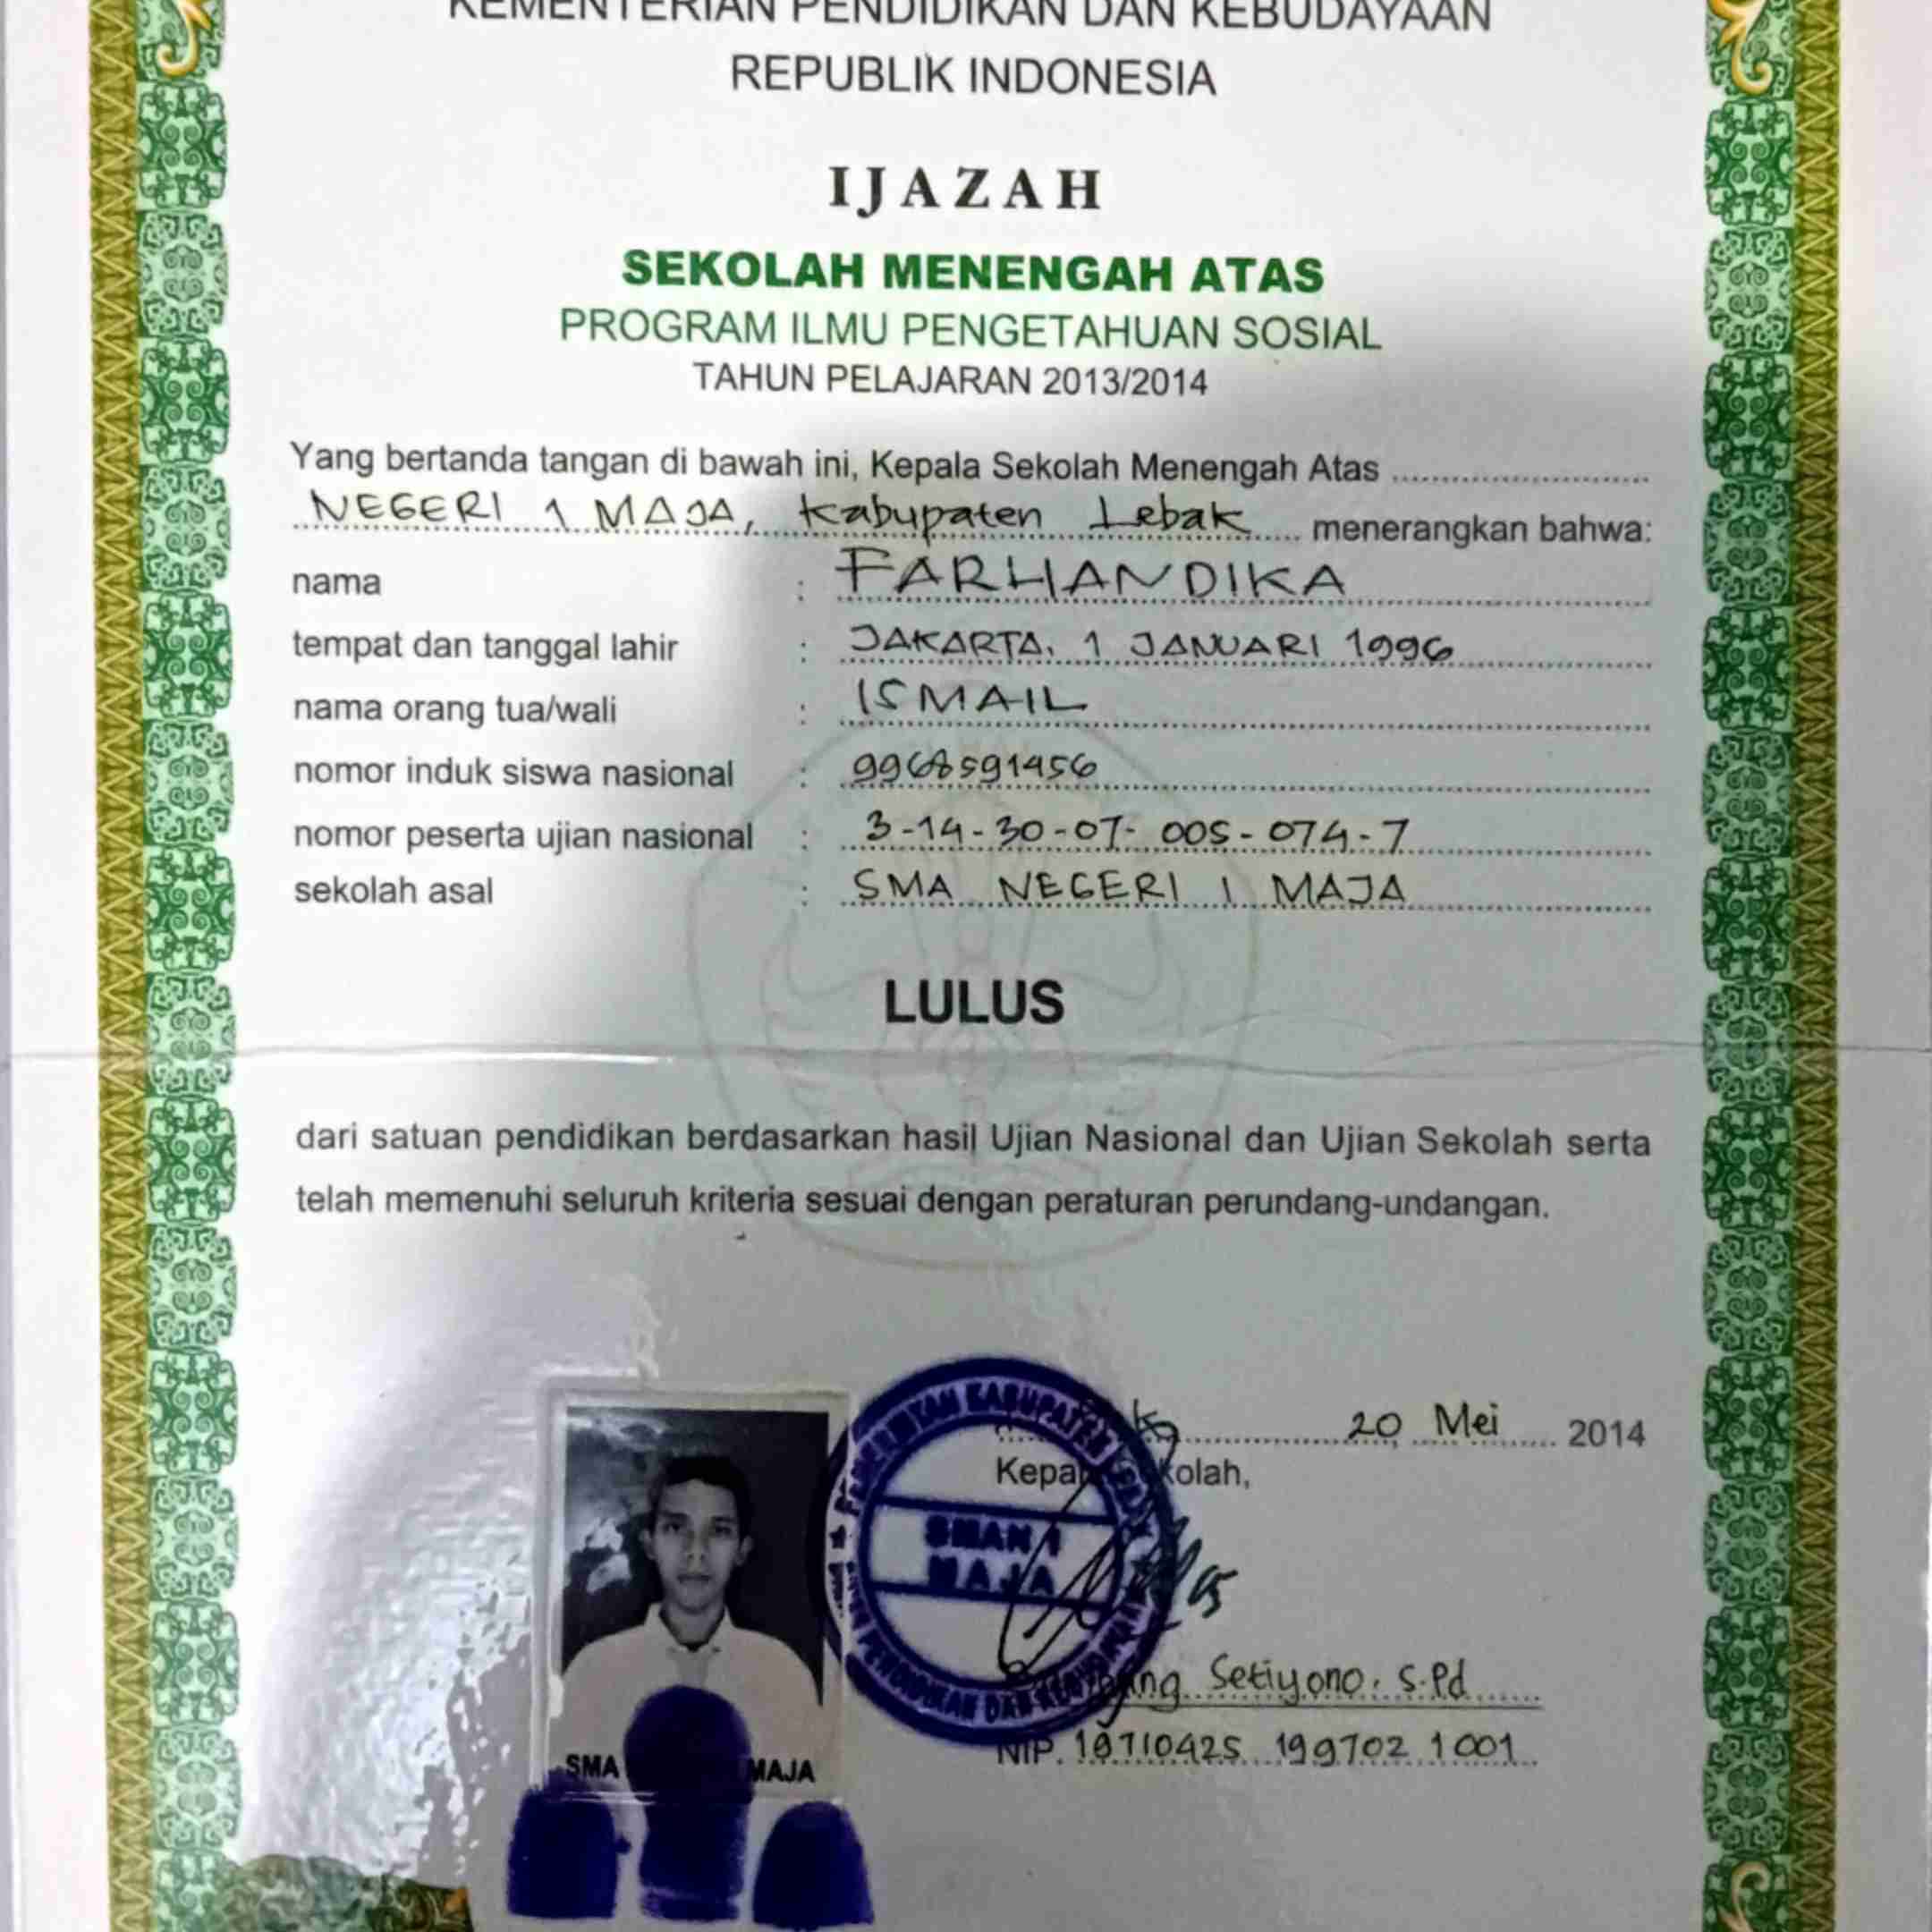 KEMENTERIAN PENDIDIKAN DAN KEBUDAYAAN
REPUBLIK INDONESIA
IJAZAH
SEKOLAH MENENGAH ATAS
PROGRAM ILMU PENGETAHUAN SOSIAL
TAHUN PELAJARAN 2013/2014
Yang bertanda tangan di bawah ini, Kepala Sekolah Menengah Atas
NEGERI 1 MAJA, Kabupaten Lebak menerangkan bahwa:
nama : FARHANDIKA
tempat dan tanggal lahir : JAKARTA, 1 JANUARI 1996
nama orang tua/wali : ISMAIL
nomor induk siswa nasional : 9968591456
nomor peserta ujian nasional : 3-14-30-07-005-074-7
sekolah asal : SMA NEGERI 1 MAJA
LULUS
dari satuan pendidikan berdasarkan hasil Ujian Nasional dan Ujian Sekolah serta
telah memenuhi seluruh kriteria sesuai dengan peraturan perundang-undangan.
20 Mei 2014
Kepala Sekolah,
PEMERINTAH KABUPATEN
SMAN 1
MAJA
PENDIDIKAN DAN
Setiyono, S.Pd
NIP. 19710425 199702 1 001
SMA MAJA